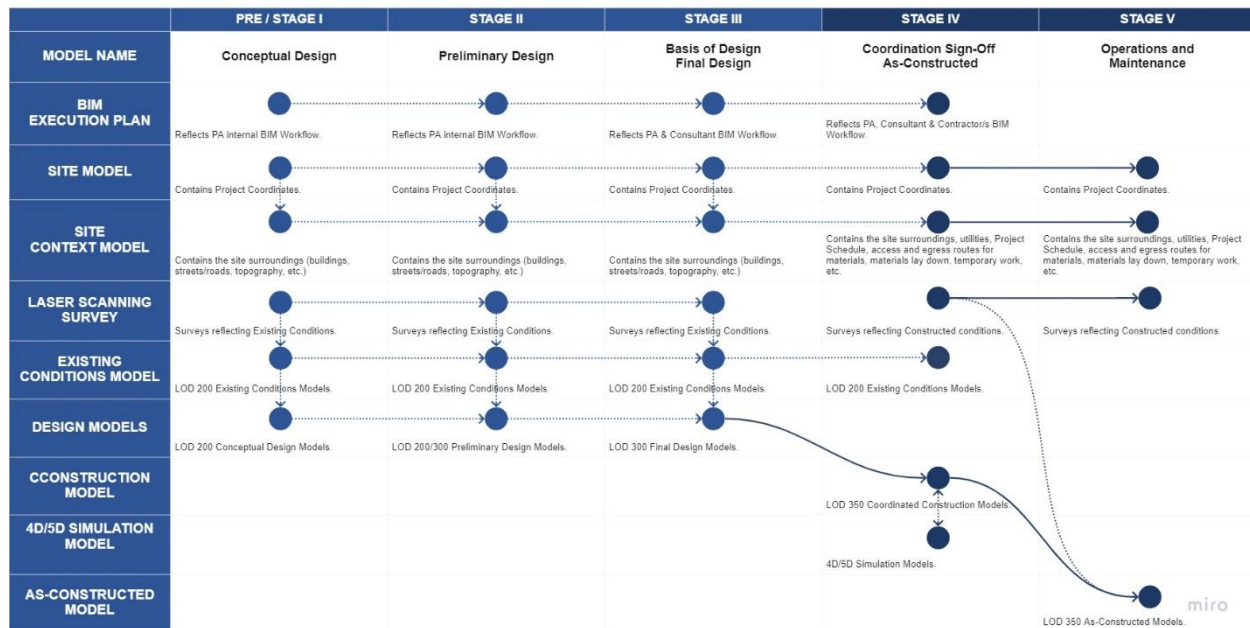 PRE / STAGE I
STAGE II
STAGE III
STAGE IV
STAGE V
MODEL NAME
Conceptual Design
Preliminary Design
Basis of Design
Final Design
Coordination Sign-Off
As-Constructed
Operations and
Maintenance
BIM
EXECUTION PLAN
Reflects PA internal BIM Workflow.
Reflects PA internal BIM Workflow.
Reflects PA & Consultant BIM Workflow.
Reflects PA, Consultant & Contractor/s BIM
Workflow.
SITE MODEL
Contains Project Coordinates.
Contains Project Coordinates.
Contains Project Coordinates.
Contains Project Coordinates.
Contains Project Coordinates.
SITE
CONTEXT MODEL
Contains the site surroundings (buildings,
streets/roads, topography, etc.)
Contains the site surroundings (buildings,
streets/roads, topography, etc.)
Contains the site surroundings (buildings,
streets/roads, topography, etc.)
Contains the site surroundings, utilities, Project
Schedule, access and egress routes for
materials, materials lay down, temporary work,
etc.
Contains the site surroundings, utilities, Project
Schedule, access and egress routes for
materials, materials lay down, temporary work,
etc.
LASER SCANNING
SURVEY
Surveys reflecting Existing Conditions.
Surveys reflecting Existing Conditions.
Surveys reflecting Existing Conditions.
Surveys reflecting Constructed conditions.
Surveys reflecting Constructed conditions.
EXISTING
CONDITIONS MODEL
LOD 200 Existing Conditions Models.
LOD 200 Existing Conditions Models.
LOD 200 Existing Conditions Models.
LOD 200 Existing Conditions Models.
DESIGN MODELS
LOD 200 Conceptual Design Models.
LOD 200/300 Preliminary Design Models.
LOD 300 Final Design Models.
CCONSTRUCTION
MODEL
LOD 350 Coordinated Construction Models.
4D/5D SIMULATION
MODEL
4D/5D Simulation Models.
AS-CONSTRUCTED
MODEL
LOD 350 As-Constructed Models.
miro